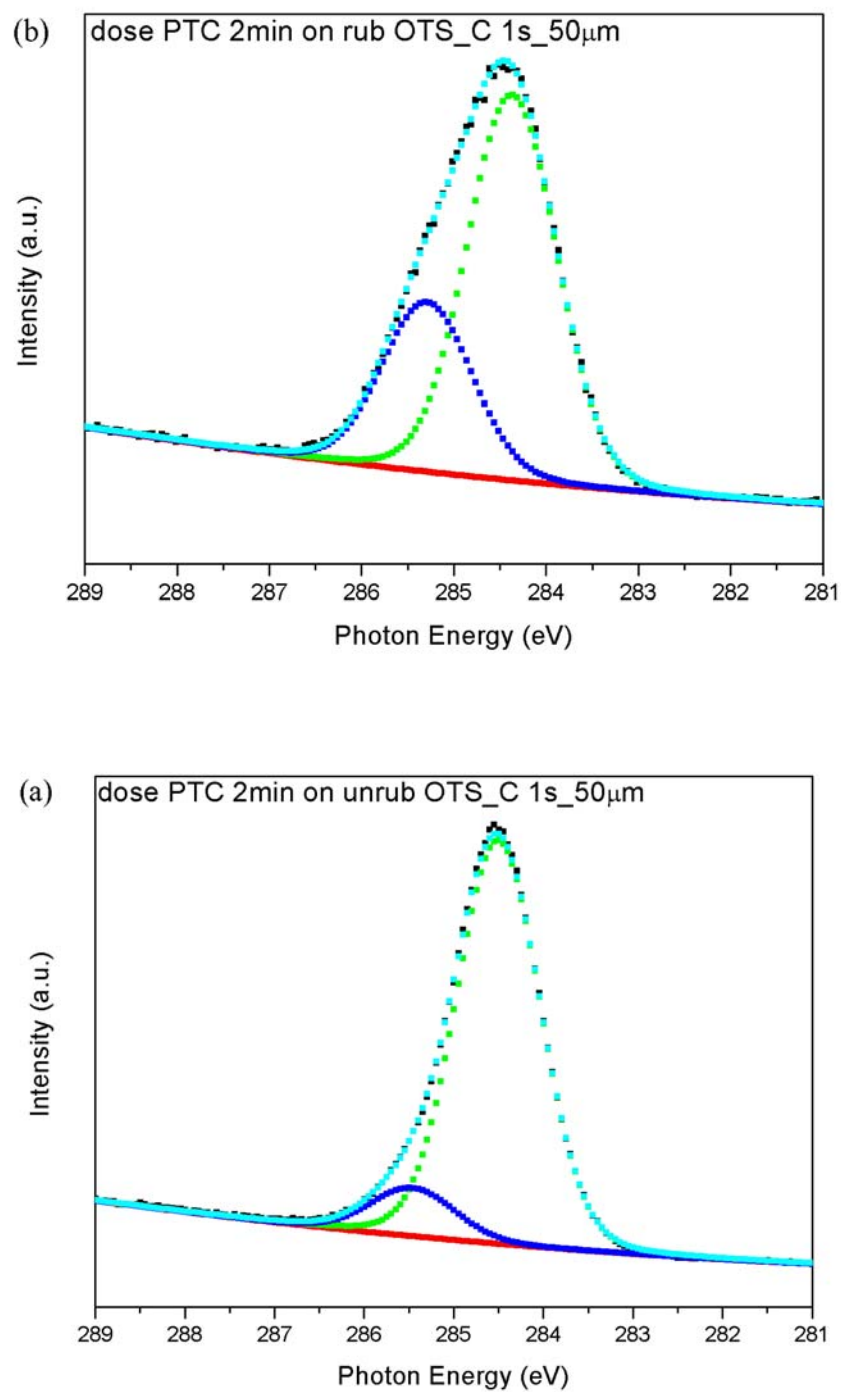 (b)
dose PTC 2min on rub OTS_C 1s_50μm
Intensity (a.u.)
289 288 287 286 285 284 283 282 281
Photon Energy (eV)
(a)
dose PTC 2min on unrub OTS_C 1s_50μm
Intensity (a.u.)
289 288 287 286 285 284 283 282 281
Photon Energy (eV)